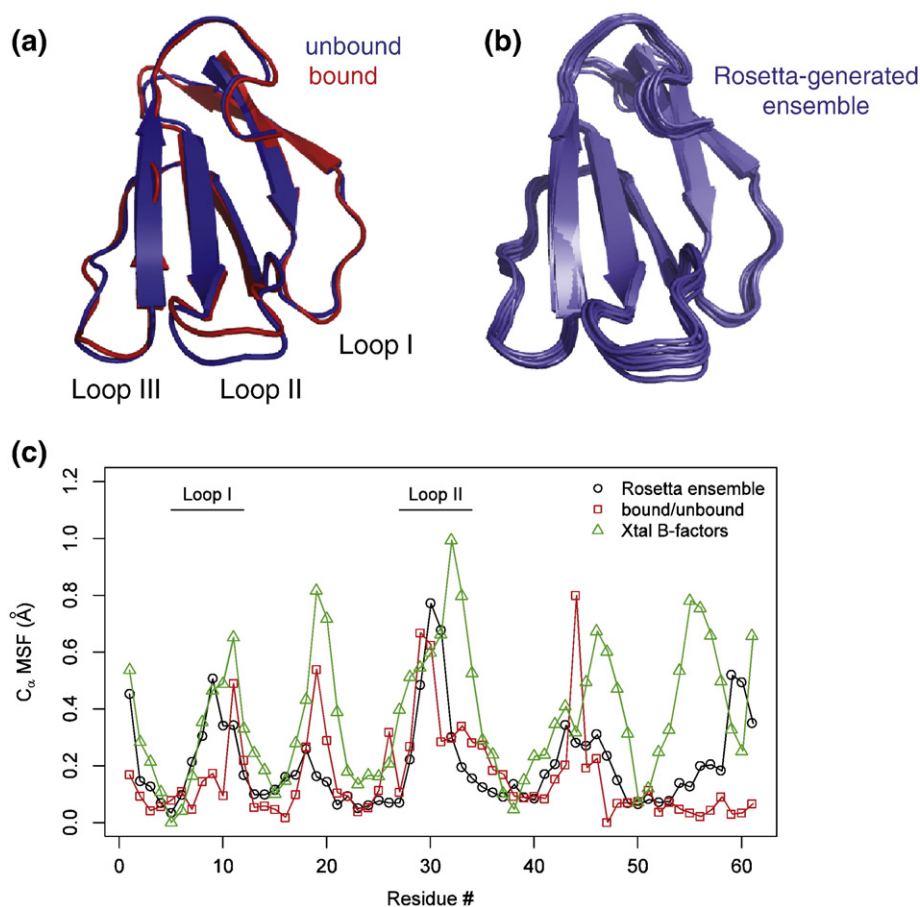 (a)
unbound
bound
Loop I
Loop II
Loop III
(b)
Rosetta-generated
ensemble
(c)
1.2
1.0
0.8
0.6
0.4
0.2
0.0
Cα MSF (Å)
Loop I
Loop II
Rosetta ensemble
bound/unbound
Xtal B-factors
0
10
20
30
40
50
60
Residue #